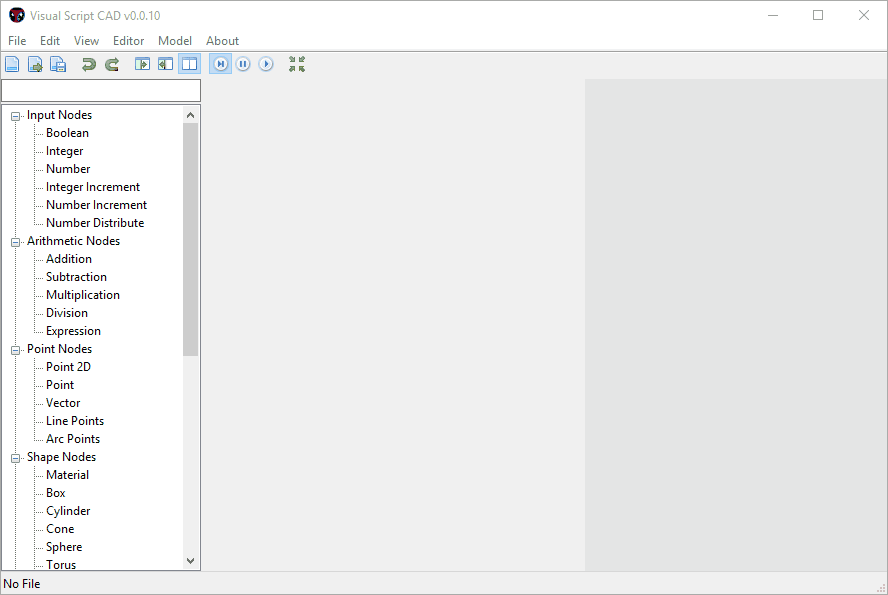 Visual Script CAD v0.0.10
File Edit View Editor Model About
Input Nodes
Boolean
Integer
Number
Integer Increment
Number Increment
Number Distribute
Arithmetic Nodes
Addition
Subtraction
Multiplication
Division
Expression
Point Nodes
Point 2D
Point
Vector
Line Points
Arc Points
Shape Nodes
Material
Box
Cylinder
Cone
Sphere
Torus
No File